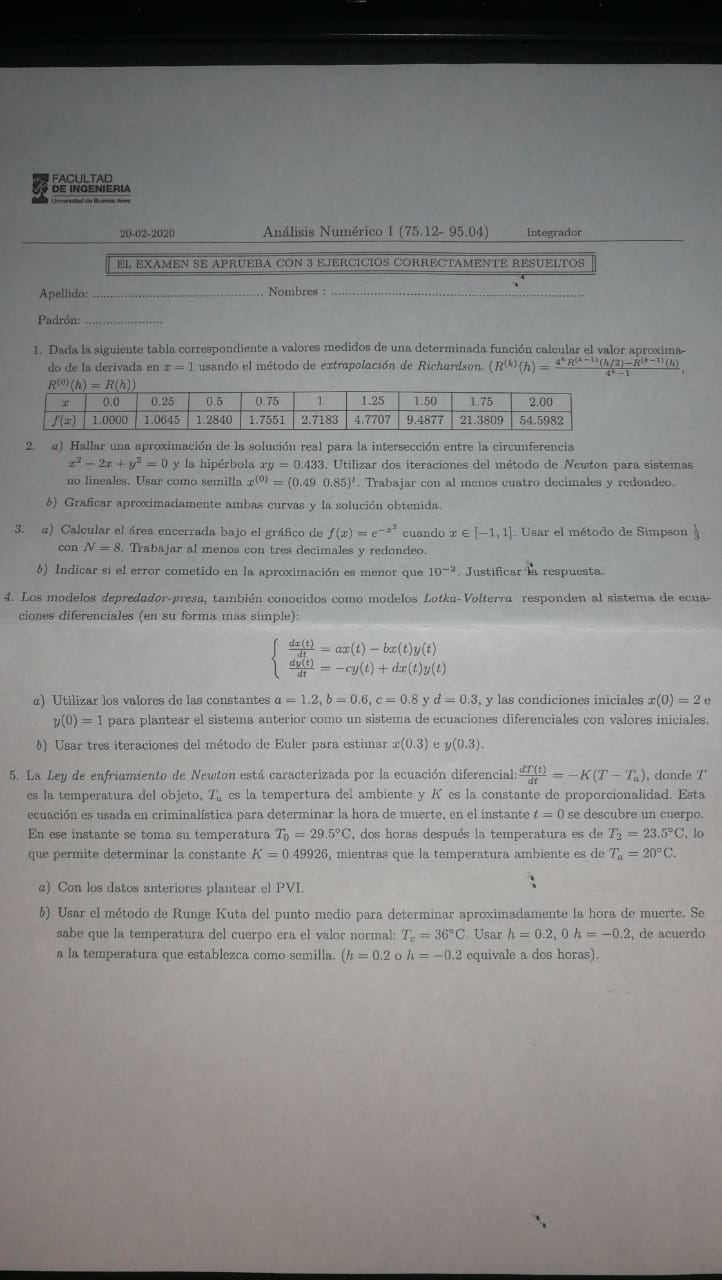 FACULTAD
DE INGENIERIA
Universidad de Buenos Aires
20-02-2020 Análisis Numérico I (75.12- 95.04) Integrador
EL EXAMEN SE APRUEBA CON 3 EJERCICIOS CORRECTAMENTE RESUELTOS
Apellido: ............................................. Nombres : ..................................................................
Padrón: .....................
1. Dada la siguiente tabla correspondiente a valores medidos de una determinada función calcular el valor aproxima-
do de la derivada en x = 1 usando el método de extrapolación de Richardson. (R^(k)(h) = (4^k R^(k−1)(h/2)−R^(k−1)(h))/(4^k−1),
R^(0)(h) = R(h))
x 0.0 0.25 0.5 0.75 1 1.25 1.50 1.75 2.00
f(x) 1.0000 1.0645 1.2840 1.7551 2.7183 4.7707 9.4877 21.3809 54.5982
2. a) Hallar una aproximación de la solución real para la intersección entre la circunferencia
x² − 2x + y² = 0 y la hipérbola xy = 0.433. Utilizar dos iteraciones del método de Newton para sistemas
no lineales. Usar como semilla x^(0) = (0.49 0.85)^t. Trabajar con al menos cuatro decimales y redondeo.
b) Graficar aproximadamente ambas curvas y la solución obtenida.
3. a) Calcular el área encerrada bajo el gráfico de f(x) = e^(−x²) cuando x ∈ [−1, 1]. Usar el método de Simpson 1/3
con N = 8. Trabajar al menos con tres decimales y redondeo.
b) Indicar si el error cometido en la aproximación es menor que 10⁻². Justificar la respuesta.
4. Los modelos depredador-presa, también conocidos como modelos Lotka-Volterra responden al sistema de ecua-
ciones diferenciales (en su forma mas simple):
dx(t)/dt = ax(t) − bx(t)y(t)
dy(t)/dt = −cy(t) + dx(t)y(t)
a) Utilizar los valores de las constantes a = 1.2, b = 0.6, c = 0.8 y d = 0.3, y las condiciones iniciales x(0) = 2 e
y(0) = 1 para plantear el sistema anterior como un sistema de ecuaciones diferenciales con valores iniciales.
b) Usar tres iteraciones del método de Euler para estimar x(0.3) e y(0.3).
5. La Ley de enfriamiento de Newton está caracterizada por la ecuación diferencial: dT(t)/dt = −K(T − Tₐ), donde T
es la temperatura del objeto, Tₐ es la tempertura del ambiente y K es la constante de proporcionalidad. Esta
ecuación es usada en criminalística para determinar la hora de muerte, en el instante t = 0 se descubre un cuerpo.
En ese instante se toma su temperatura T₀ = 29.5°C, dos horas después la temperatura es de T₂ = 23.5°C, lo
que permite determinar la constante K = 0.49926, mientras que la temperatura ambiente es de Tₐ = 20°C.
a) Con los datos anteriores plantear el PVI.
b) Usar el método de Runge Kuta del punto medio para determinar aproximadamente la hora de muerte. Se
sabe que la temperatura del cuerpo era el valor normal: T_c = 36°C. Usar h = 0.2, 0 h = −0.2, de acuerdo
a la temperatura que establezca como semilla. (h = 0.2 o h = −0.2 equivale a dos horas).